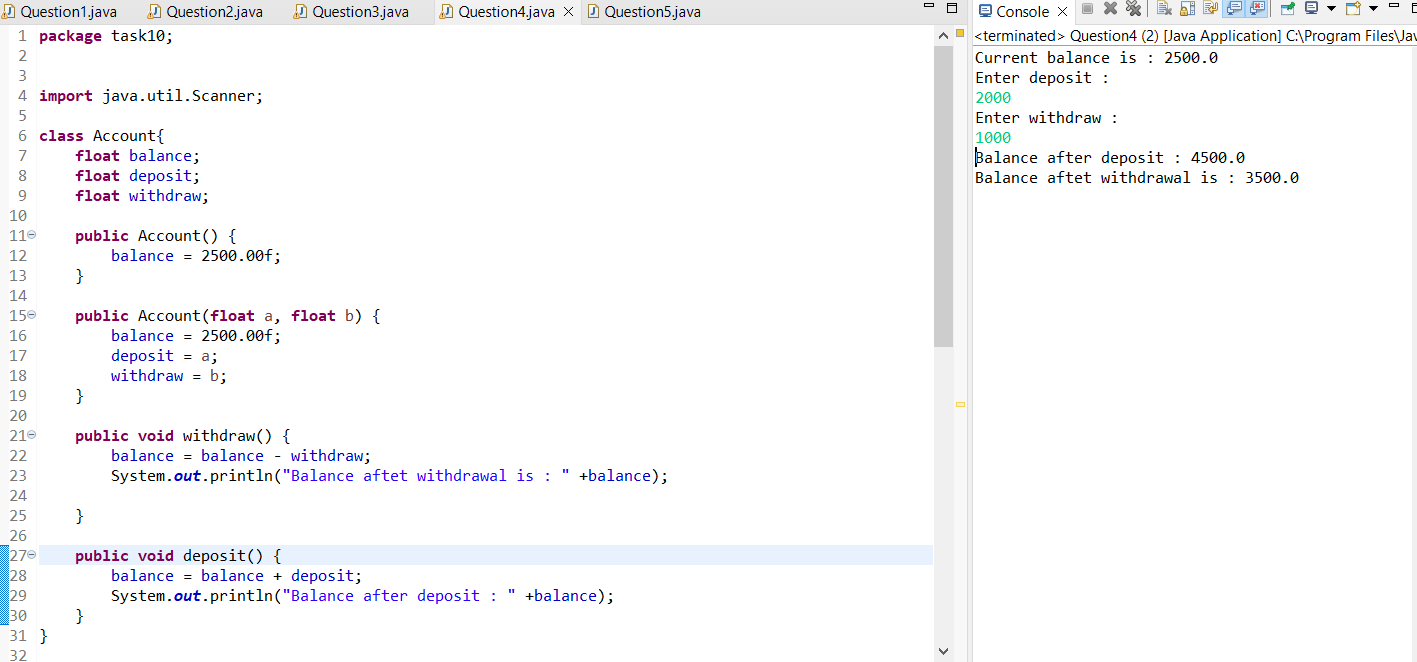 Question1.java Question2.java Question3.java Question4.java Question5.java
1 package task10;
2
3
4 import java.util.Scanner;
5
6 class Account{
7     float balance;
8     float deposit;
9     float withdraw;
10
11     public Account() {
12         balance = 2500.00f;
13     }
14
15     public Account(float a, float b) {
16         balance = 2500.00f;
17         deposit = a;
18         withdraw = b;
19     }
20
21     public void withdraw() {
22         balance = balance - withdraw;
23         System.out.println("Balance aftet withdrawal is : " +balance);
24
25     }
26
27     public void deposit() {
28         balance = balance + deposit;
29         System.out.println("Balance after deposit : " +balance);
30     }
31 }
32
Console
<terminated> Question4 (2) [Java Application] C:\Program Files\Jav
Current balance is : 2500.0
Enter deposit :
2000
Enter withdraw :
1000
Balance after deposit : 4500.0
Balance aftet withdrawal is : 3500.0